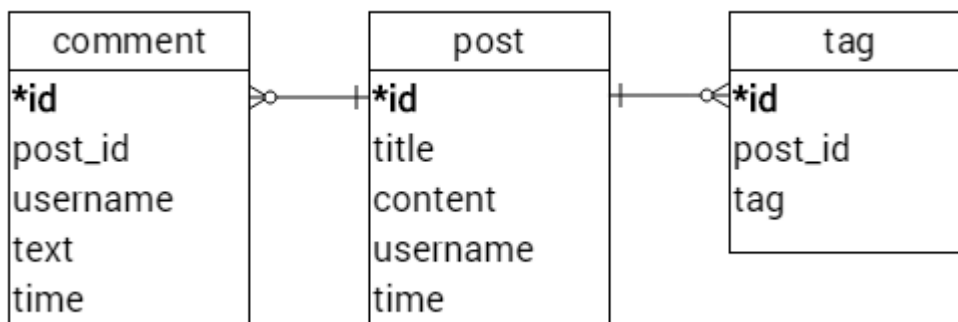 comment
*id
post_id
username
text
time
post
*id
title
content
username
time
tag
*id
post_id
tag